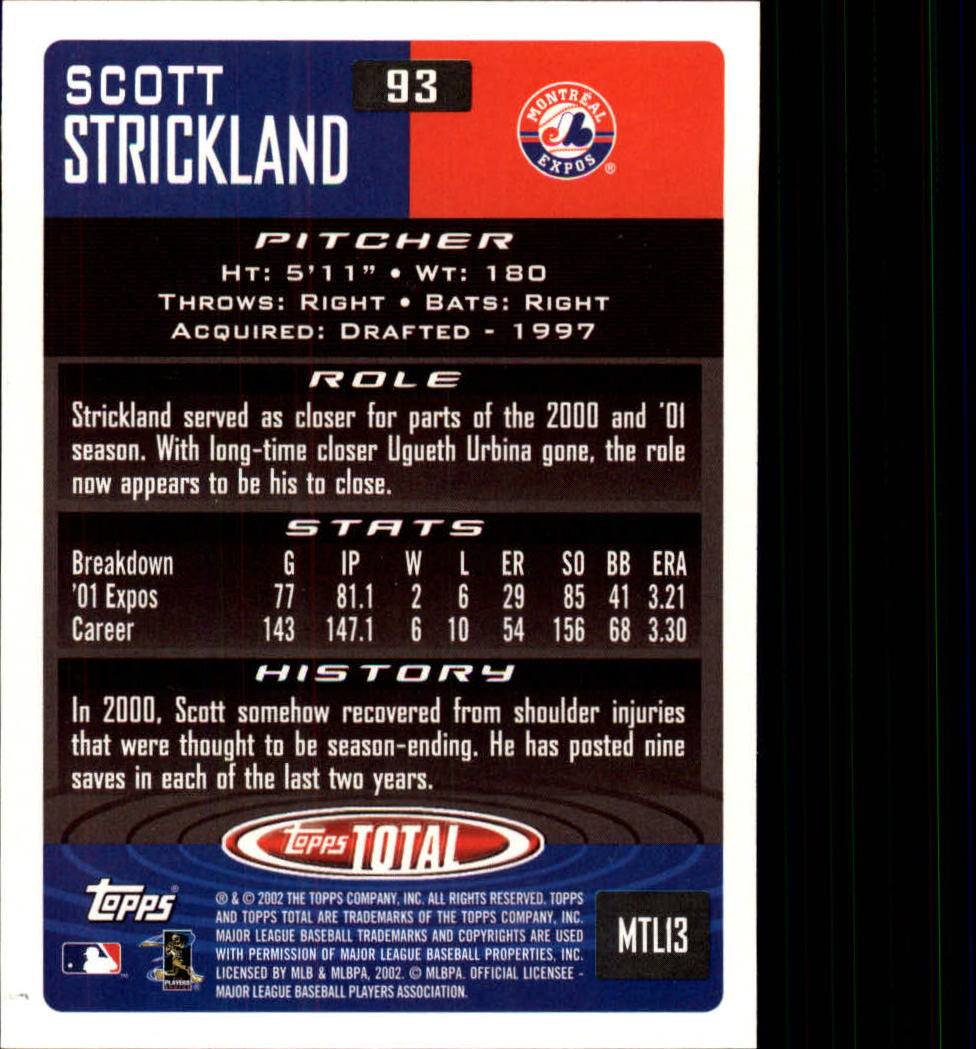 SCOTT
STRICKLAND
93
MONTRÉAL
EXPOS ®
PITCHER
HT: 5'11" • WT: 180
THROWS: RIGHT • BATS: RIGHT
ACQUIRED: DRAFTED - 1997
ROLE
Strickland served as closer for parts of the 2000 and '01
season. With long-time closer Ugueth Urbina gone, the role
now appears to be his to close.
STATS
Breakdown G IP W L ER SO BB ERA
'01 Expos 77 81.1 2 6 29 85 41 3.21
Career 143 147.1 6 10 54 156 68 3.30
HISTORY
In 2000, Scott somehow recovered from shoulder injuries
that were thought to be season-ending. He has posted nine
saves in each of the last two years.
Topps TOTAL
Topps ®
® & © 2002 THE TOPPS COMPANY, INC. ALL RIGHTS RESERVED. TOPPS
AND TOPPS TOTAL ARE TRADEMARKS OF THE TOPPS COMPANY, INC.
MAJOR LEAGUE BASEBALL TRADEMARKS AND COPYRIGHTS ARE USED
WITH PERMISSION OF MAJOR LEAGUE BASEBALL PROPERTIES, INC.
LICENSED BY MLB & MLBPA, 2002. © MLBPA. OFFICIAL LICENSEE -
MAJOR LEAGUE BASEBALL PLAYERS ASSOCIATION.
PLAYERS
MTL13